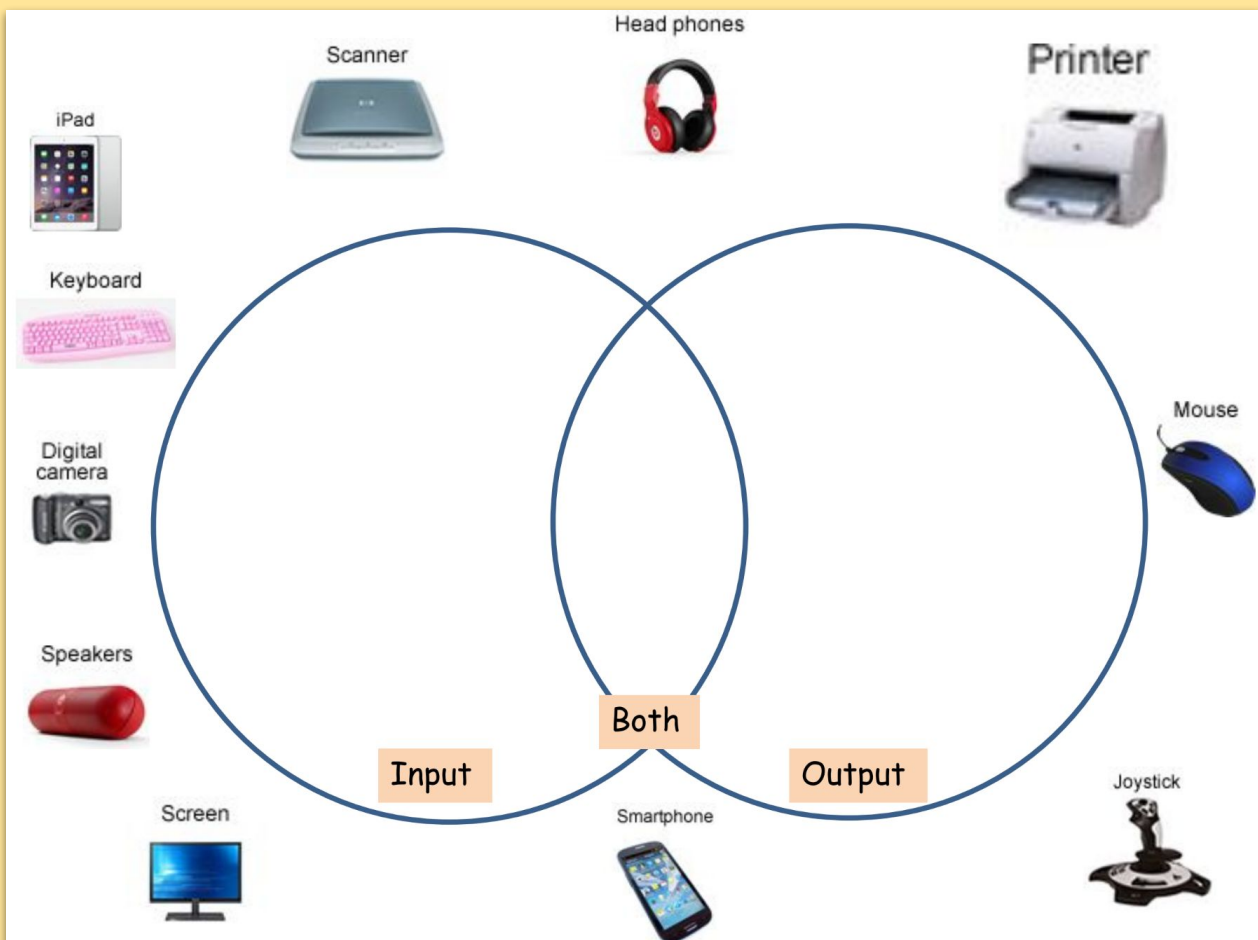 Head phones
Scanner
Printer
iPad
Keyboard
Digital
camera
Mouse
Speakers
Both
Input
Output
Screen
Smartphone
Joystick